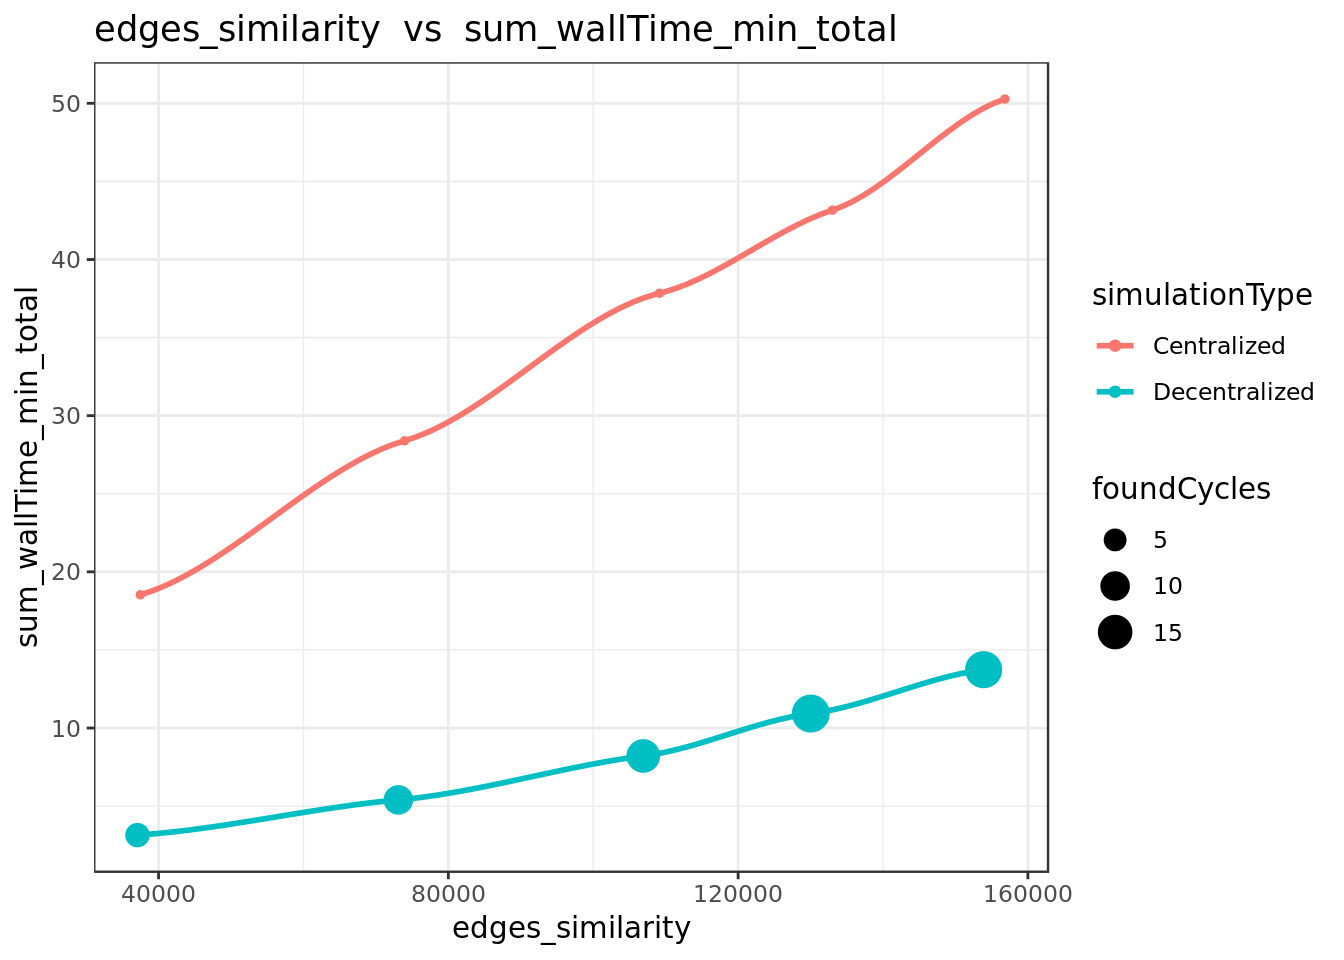 edges_similarity vs sum_wallTime_min_total
sum_wallTime_min_total
50
40
30
20
10
40000 80000 120000 160000
edges_similarity
simulationType
Centralized
Decentralized
foundCycles
5
10
15